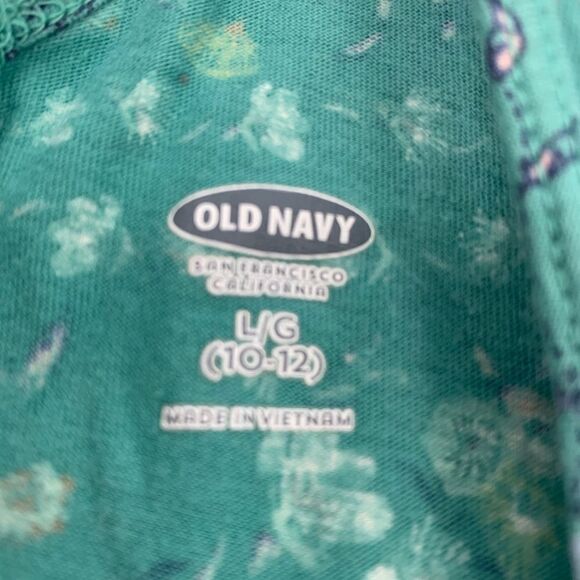 OLD NAVY
SAN FRANCISCO
CALIFORNIA
L/G
(10-12)
MADE IN VIETNAM